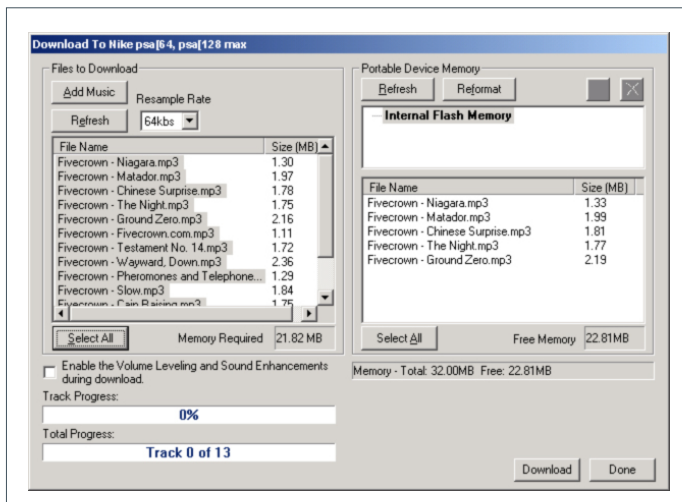 Download To Nike psa[64, psa[128 max
Files to Download
Add Music
Resample Rate
Refresh
64kbs
File Name Size (MB)
Fivecrown - Niagara.mp3 1.30
Fivecrown - Matador.mp3 1.97
Fivecrown - Chinese Surprise.mp3 1.78
Fivecrown - The Night.mp3 1.75
Fivecrown - Ground Zero.mp3 2.16
Fivecrown - Fivecrown.com.mp3 1.11
Fivecrown - Testament No. 14.mp3 1.72
Fivecrown - Wayward, Down.mp3 2.36
Fivecrown - Pheromones and Telephone... 1.29
Fivecrown - Slow.mp3 1.84
Fivecrown - Cain Raising.mp3 1.75
Select All
Memory Required 21.82 MB
Enable the Volume Leveling and Sound Enhancements
during download.
Track Progress:
0%
Total Progress:
Track 0 of 13
Portable Device Memory
Refresh
Reformat
Internal Flash Memory
File Name Size (MB)
Fivecrown - Niagara.mp3 1.33
Fivecrown - Matador.mp3 1.99
Fivecrown - Chinese Surprise.mp3 1.81
Fivecrown - The Night.mp3 1.77
Fivecrown - Ground Zero.mp3 2.19
Select All
Free Memory 22.81MB
Memory - Total: 32.00MB Free: 22.81MB
Download
Done